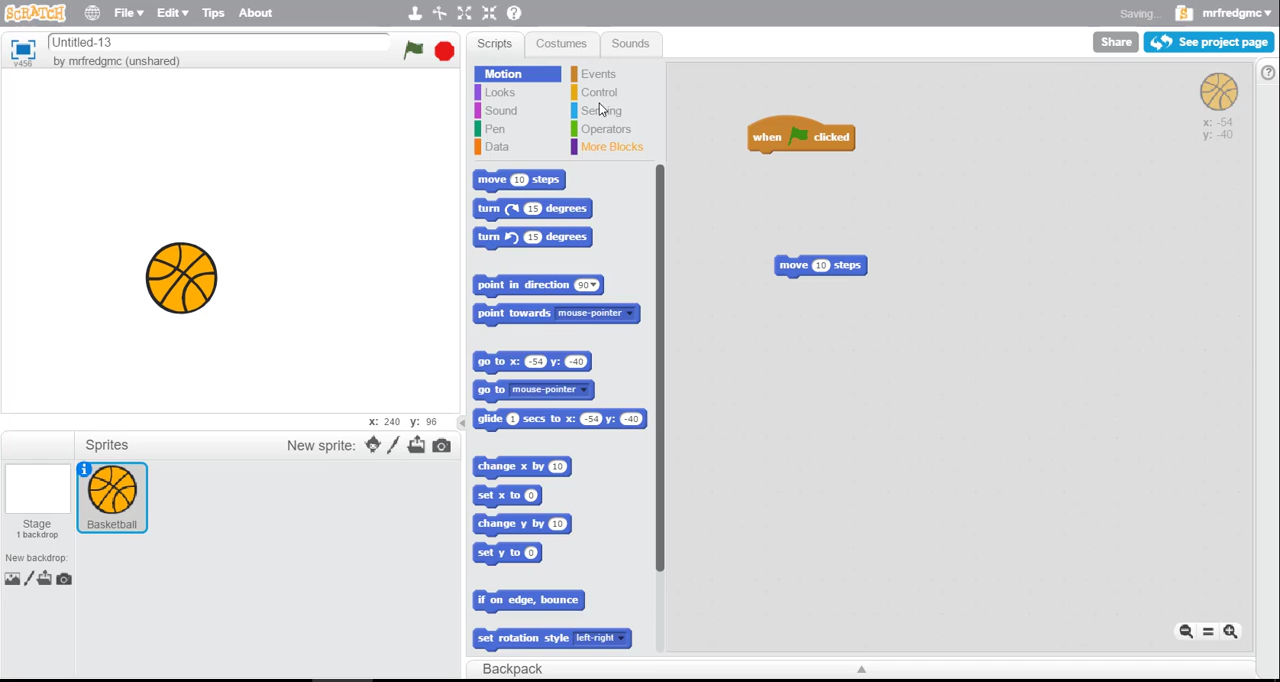 SCRATCH File▼ Edit▼ Tips About Saving... mrfredgmc▼
v456 Untitled-13
by mrfredgmc (unshared)
Scripts Costumes Sounds
Share See project page
Motion Events
Looks Control
Sound Sensing
Pen Operators
Data More Blocks
move 10 steps
turn 15 degrees
turn 15 degrees
point in direction 90▼
point towards mouse-pointer
go to x: -54 y: -40
go to mouse-pointer
glide 1 secs to x: -54 y: -40
change x by 10
set x to 0
change y by 10
set y to 0
if on edge, bounce
set rotation style left-right
when clicked
move 10 steps
x: -54
y: -40
x: 240 y: 96
Sprites New sprite:
Stage
1 backdrop
New backdrop:
Basketball
Backpack